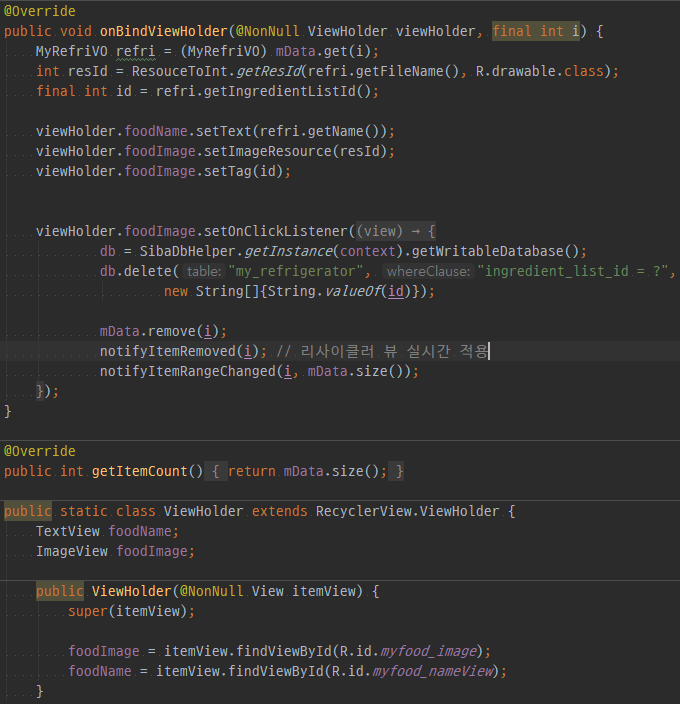 @Override
public void onBindViewHolder(@NonNull ViewHolder viewHolder, final int i) {
MyRefriVO refri = (MyRefriVO) mData.get(i);
int resId = ResouceToInt.getResId(refri.getFileName(), R.drawable.class);
final int id = refri.getIngredientListId();
viewHolder.foodName.setText(refri.getName());
viewHolder.foodImage.setImageResource(resId);
viewHolder.foodImage.setTag(id);
viewHolder.foodImage.setOnClickListener((view) → {
db = SibaDbHelper.getInstance(context).getWritableDatabase();
db.delete( table: "my_refrigerator", whereClause: "ingredient_list_id = ?",
new String[]{String.valueOf(id)});
mData.remove(i);
notifyItemRemoved(i); // 리사이클러 뷰 실시간 적용
notifyItemRangeChanged(i, mData.size());
});
}
@Override
public int getItemCount() { return mData.size(); }
public static class ViewHolder extends RecyclerView.ViewHolder {
TextView foodName;
ImageView foodImage;
public ViewHolder(@NonNull View itemView) {
super(itemView);
foodImage = itemView.findViewById(R.id.myfood_image);
foodName = itemView.findViewById(R.id.myfood_nameView);
}